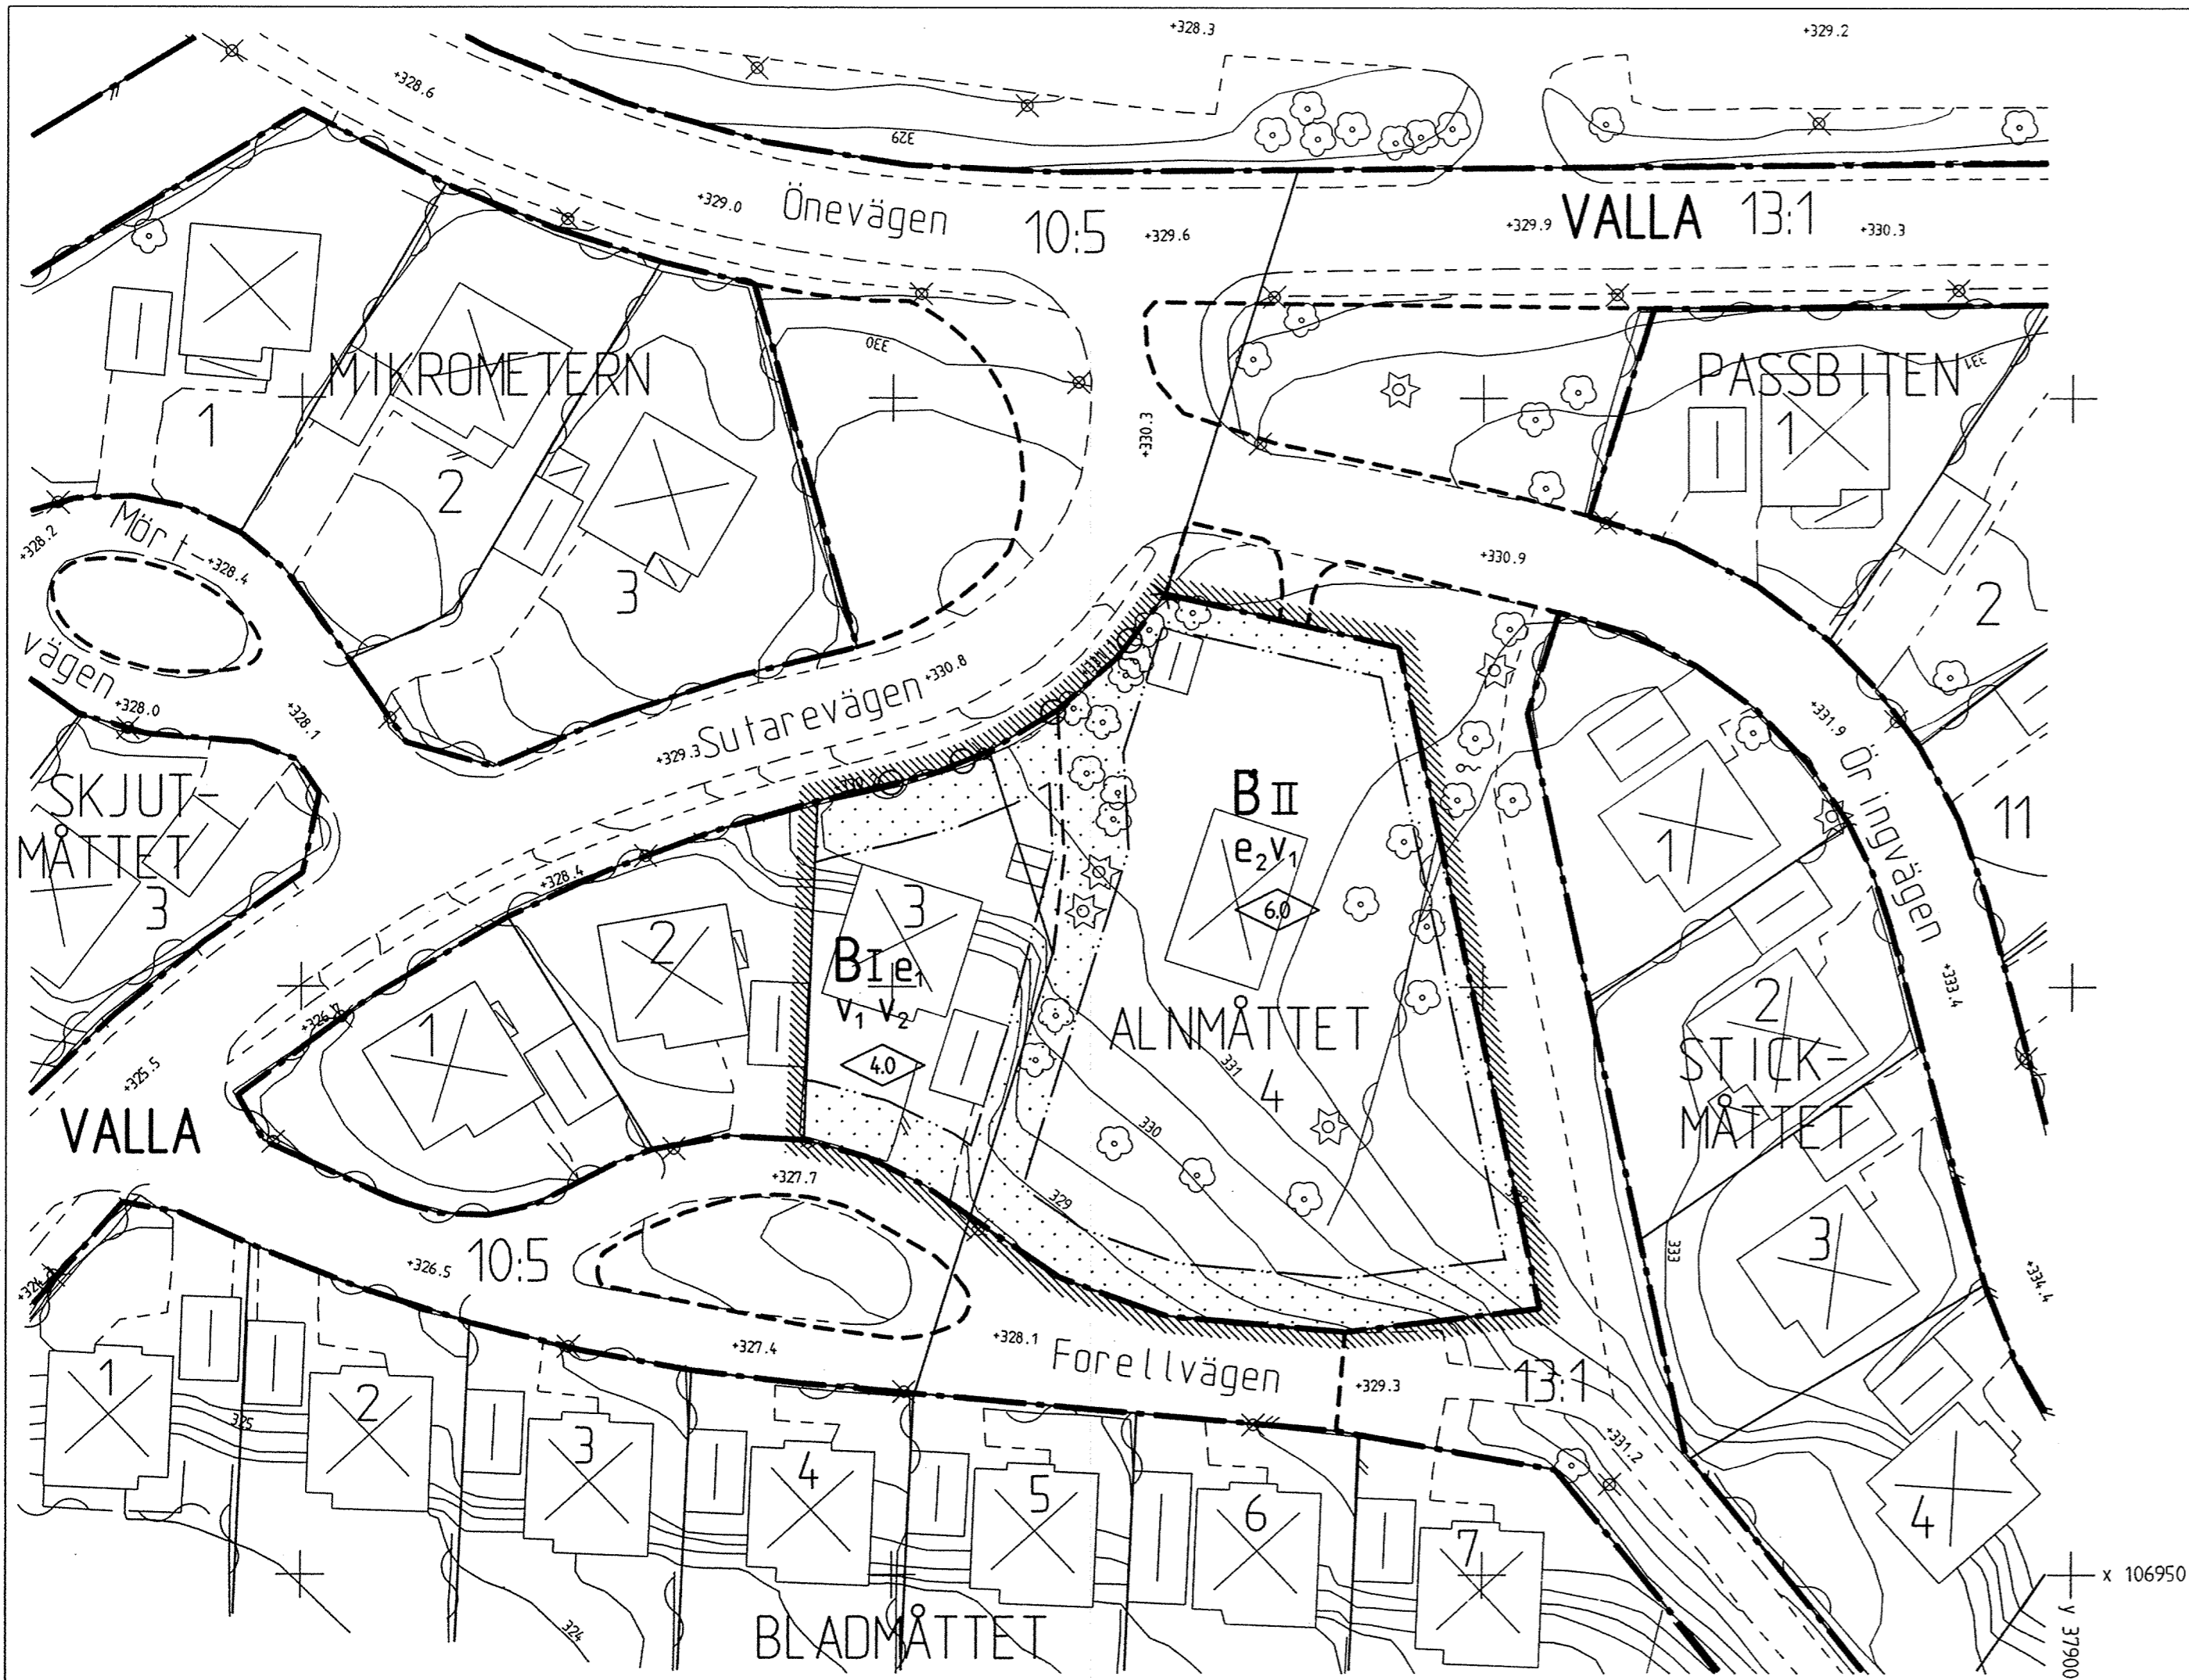 +328.3
+329.2
+328.6
329
+329.0
Önevägen
10:5
+329.6
+329.9
VALLA 13:1
+330.3
330
331
MIKROMETERN
PASSBITEN
1
2
3
1
2
+330.3
+328.2
Mört-
+328.4
vägen
+328.0
+328.1
+330.9
+330.8
Sutarevägen
+329.3
+331.9
Öringvägen
11
SKJUT-
MÅTTET
3
+328.4
B II
e2 v1
6.0
1
2
3
B I e1
v1 v2
4.0
1
+333.4
ALNMÅTTET
4
2
STICK-
MÅTTET
331
330
329
+325.5
VALLA
+327.7
10:5
+326.5
3
333
+334.4
+327.4
+328.1
Forellvägen
+329.3
13:1
+331.2
1
2
3
4
5
6
7
4
325
324
BLADMÅTTET
x 106950
y 37900